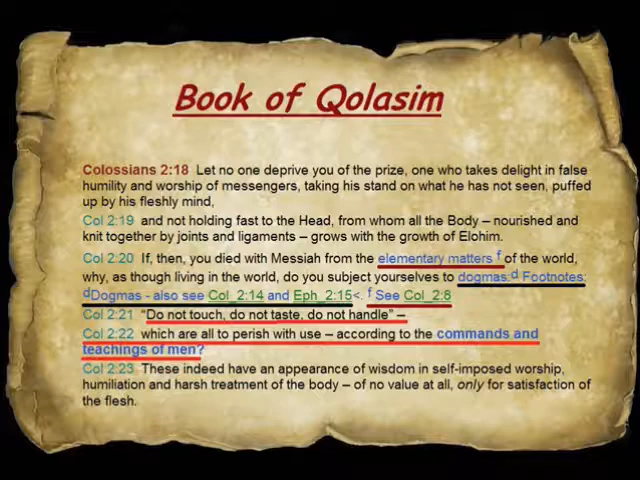 Book of Qolasim
Colossians 2:18 Let no one deprive you of the prize, one who takes delight in false
humility and worship of messengers, taking his stand on what he has not seen, puffed
up by his fleshly mind,
Col 2:19 and not holding fast to the Head, from whom all the Body – nourished and
knit together by joints and ligaments – grows with the growth of Elohim.
Col 2:20 If, then, you died with Messiah from the elementary matters f of the world,
why, as though living in the world, do you subject yourselves to dogmas:d Footnotes:
dDogmas - also see Col_2:14 and Eph_2:15<. f See Col_2:8
Col 2:21 “Do not touch, do not taste, do not handle” –
Col 2:22 which are all to perish with use – according to the commands and
teachings of men?
Col 2:23 These indeed have an appearance of wisdom in self-imposed worship,
humiliation and harsh treatment of the body – of no value at all, only for satisfaction of
the flesh.